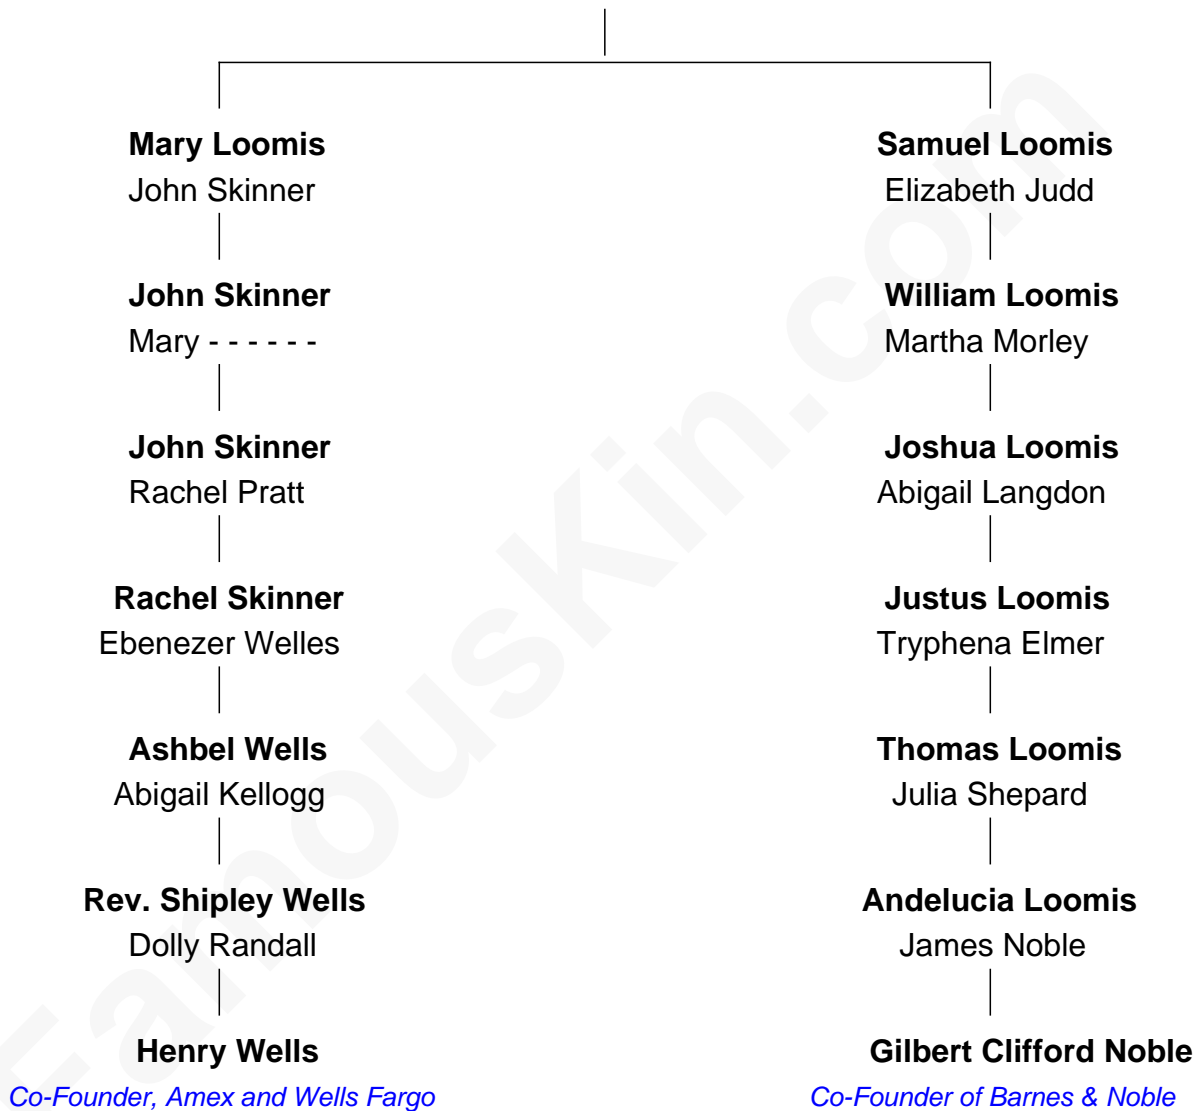 Mary Loomis
John Skinner
Samuel Loomis
Elizabeth Judd
John Skinner
Mary - - - - - -
William Loomis
Martha Morley
John Skinner
Rachel Pratt
Joshua Loomis
Abigail Langdon
Rachel Skinner
Ebenezer Welles
Justus Loomis
Tryphena Elmer
Ashbel Wells
Abigail Kellogg
Thomas Loomis
Julia Shepard
Rev. Shipley Wells
Dolly Randall
Andelucia Loomis
James Noble
Henry Wells
Co-Founder, Amex and Wells Fargo
Gilbert Clifford Noble
Co-Founder of Barnes & Noble
FamousKin.com